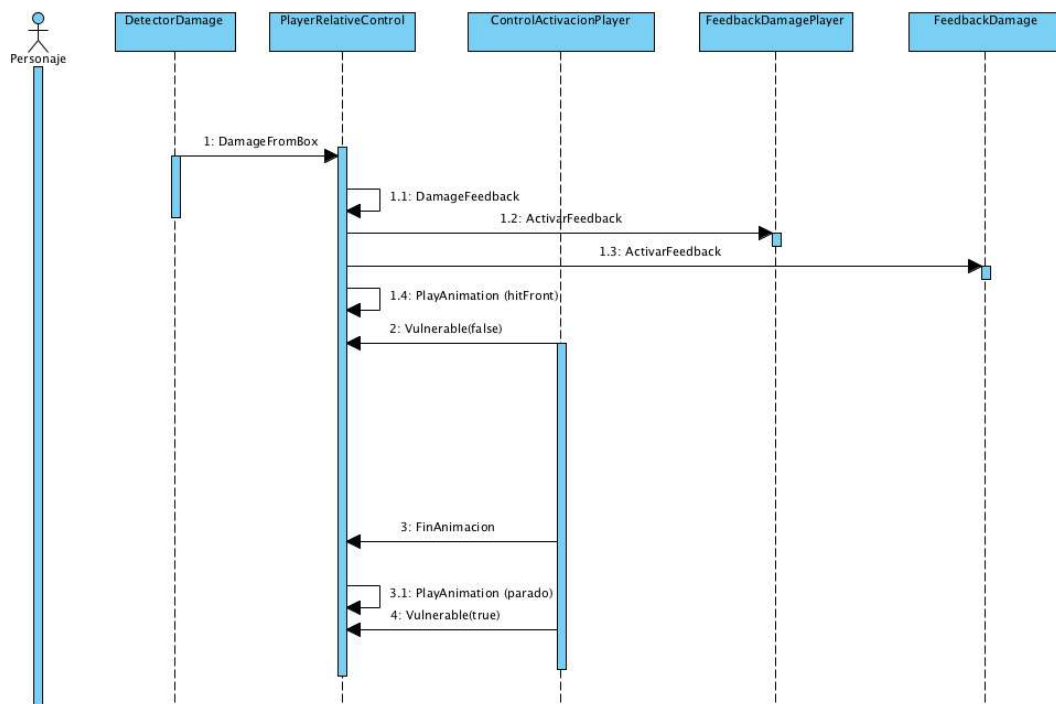 DetectorDamage
PlayerRelativeControl
ControlActivacionPlayer
FeedbackDamagePlayer
FeedbackDamage
Personaje
1: DamageFromBox
1.1: DamageFeedback
1.2: ActivarFeedback
1.3: ActivarFeedback
1.4: PlayAnimation (hitFront)
2: Vulnerable(false)
3: FinAnimacion
3.1: PlayAnimation (parado)
4: Vulnerable(true)